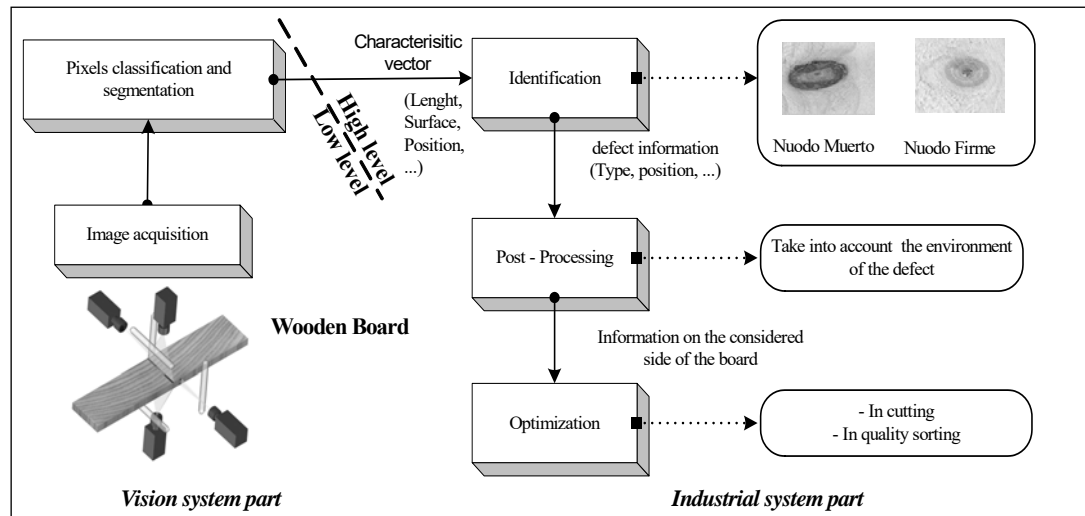 Pixels classification and
segmentation
Characterisitic
vector
(Lenght,
Surface,
Position,
...)
High level
Low level
Identification
Nuodo Muerto
Nuodo Firme
defect information
(Type, position, ...)
Image acquisition
Post - Processing
Take into account the environment
of the defect
Wooden Board
Information on the considered
side of the board
Optimization
- In cutting
- In quality sorting
Vision system part
Industrial system part